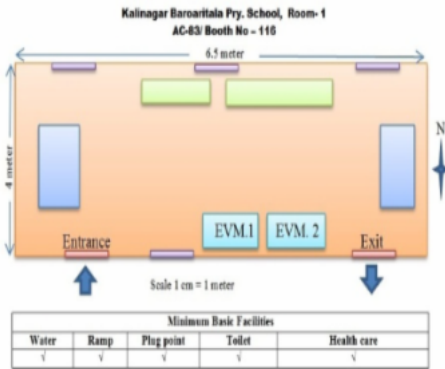 Kalinagar Baroaritala Pry. School, Room- 1
AC-83/ Booth No – 116
6.5 meter
4 meter
N
EVM.1 EVM. 2
Entrance Exit
Scale 1 cm = 1 meter
Minimum Basic Facilities
Water Ramp Plug point Toilet Health care
√ √ √ √ √